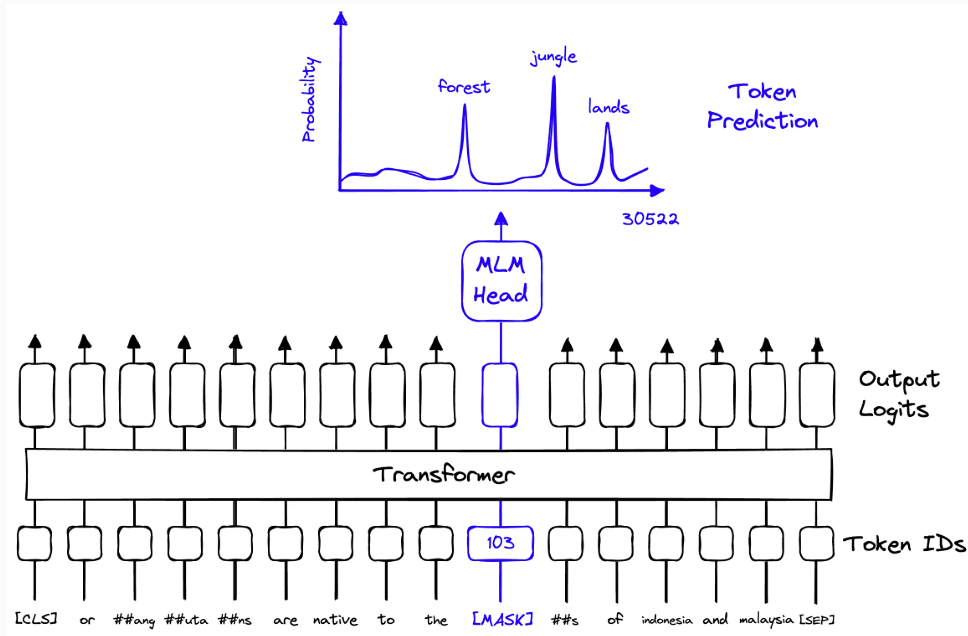 Probability
forest
jungle
lands
Token
Prediction
30522
MLM
Head
Output
Logits
Transformer
103
Token IDs
[CLS] or ##ang ##uta ##ns are native to the [MASK] ##s of indonesia and malaysia [SEP]